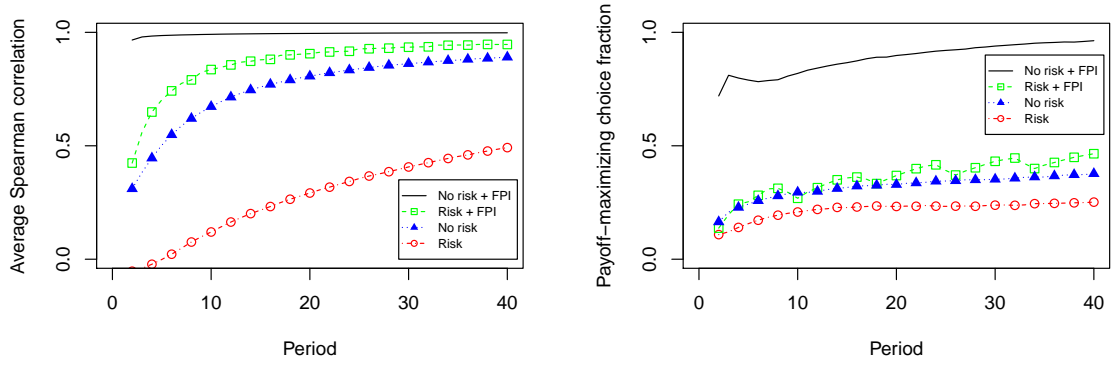 Average Spearman correlation
1.0
0.5
0.0
No risk + FPI
Risk + FPI
No risk
Risk
0
10
20
30
40
Period
Payoff−maximizing choice fraction
1.0
0.5
0.0
No risk + FPI
Risk + FPI
No risk
Risk
0
10
20
30
40
Period